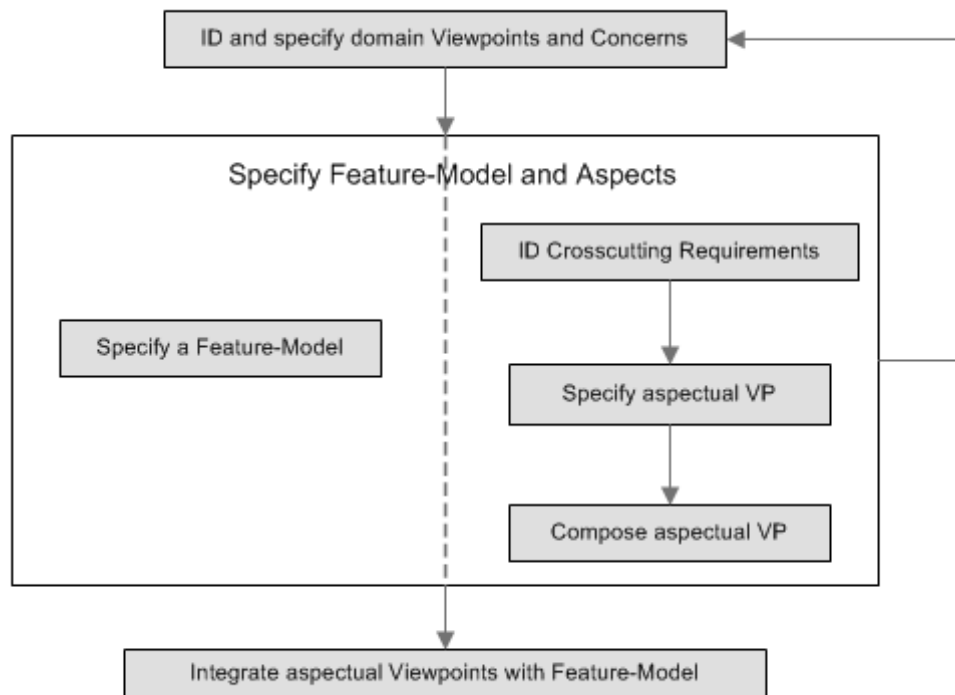 ID and specify domain Viewpoints and Concerns
Specify Feature-Model and Aspects
ID Crosscutting Requirements
Specify a Feature-Model
Specify aspectual VP
Compose aspectual VP
Integrate aspectual Viewpoints with Feature-Model